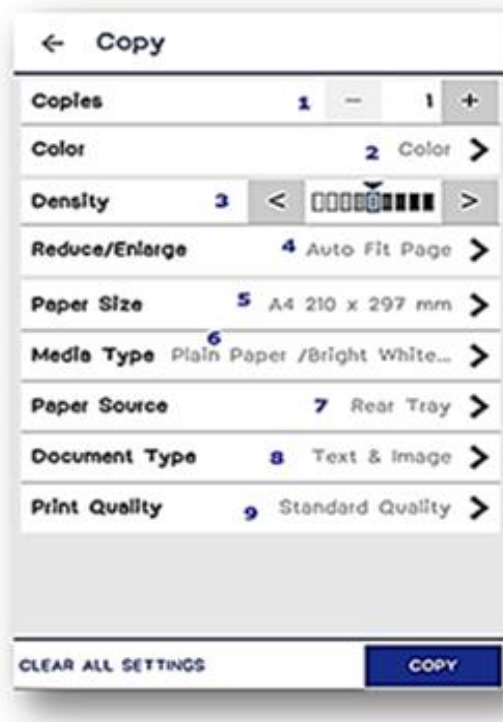 ← Copy
Copies 1 − 1 +
Color 2 Color >
Density 3 < 0 >
Reduce/Enlarge 4 Auto Fit Page >
Paper Size 5 A4 210 x 297 mm >
Media Type 6 Plain Paper /Bright White... >
Paper Source 7 Rear Tray >
Document Type 8 Text & Image >
Print Quality 9 Standard Quality >
CLEAR ALL SETTINGS COPY